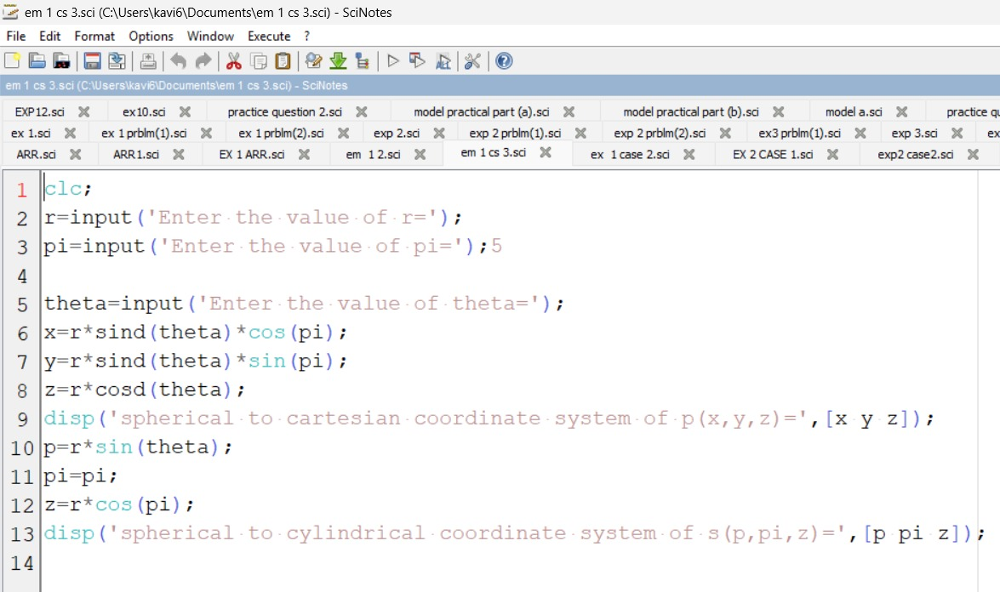 em 1 cs 3.sci (C:\Users\kavi6\Documents\em 1 cs 3.sci) - SciNotes
File Edit Format Options Window Execute ?
em 1 cs 3.sci (C:\Users\kavi6\Documents\em 1 cs 3.sci) - SciNotes
EXP12.sci ex10.sci practice question 2.sci model practical part (a).sci model practical part (b).sci model a.sci practice qu
ex 1.sci ex 1 prblm(1).sci ex 1 prblm(2).sci exp 2.sci exp 2 prblm(1).sci exp 2 prblm(2).sci ex3 prblm(1).sci exp 3.sci ex
ARR.sci ARR1.sci EX 1 ARR.sci em 1 2.sci em 1 cs 3.sci ex 1 case 2.sci EX 2 CASE 1.sci exp2 case2.sci
1 clc;
2 r=input('Enter the value of r=');
3 pi=input('Enter the value of pi=');5
4
5 theta=input('Enter the value of theta=');
6 x=r*sind(theta)*cos(pi);
7 y=r*sind(theta)*sin(pi);
8 z=r*cosd(theta);
9 disp('spherical to cartesian coordinate system of p(x,y,z)=',[x y z]);
10 p=r*sin(theta);
11 pi=pi;
12 z=r*cos(pi);
13 disp('spherical to cylindrical coordinate system of s(p,pi,z)=',[p pi z]);
14